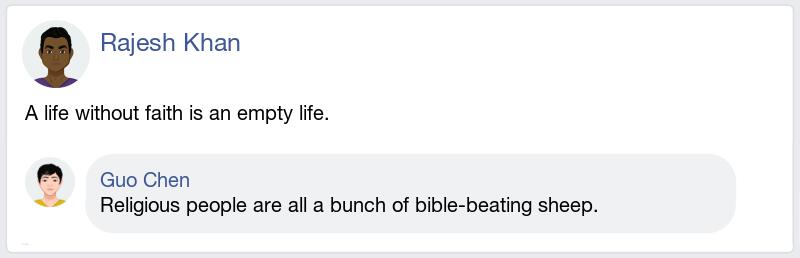 Rajesh Khan
A life without faith is an empty life.
Guo Chen
Religious people are all a bunch of bible-beating sheep.